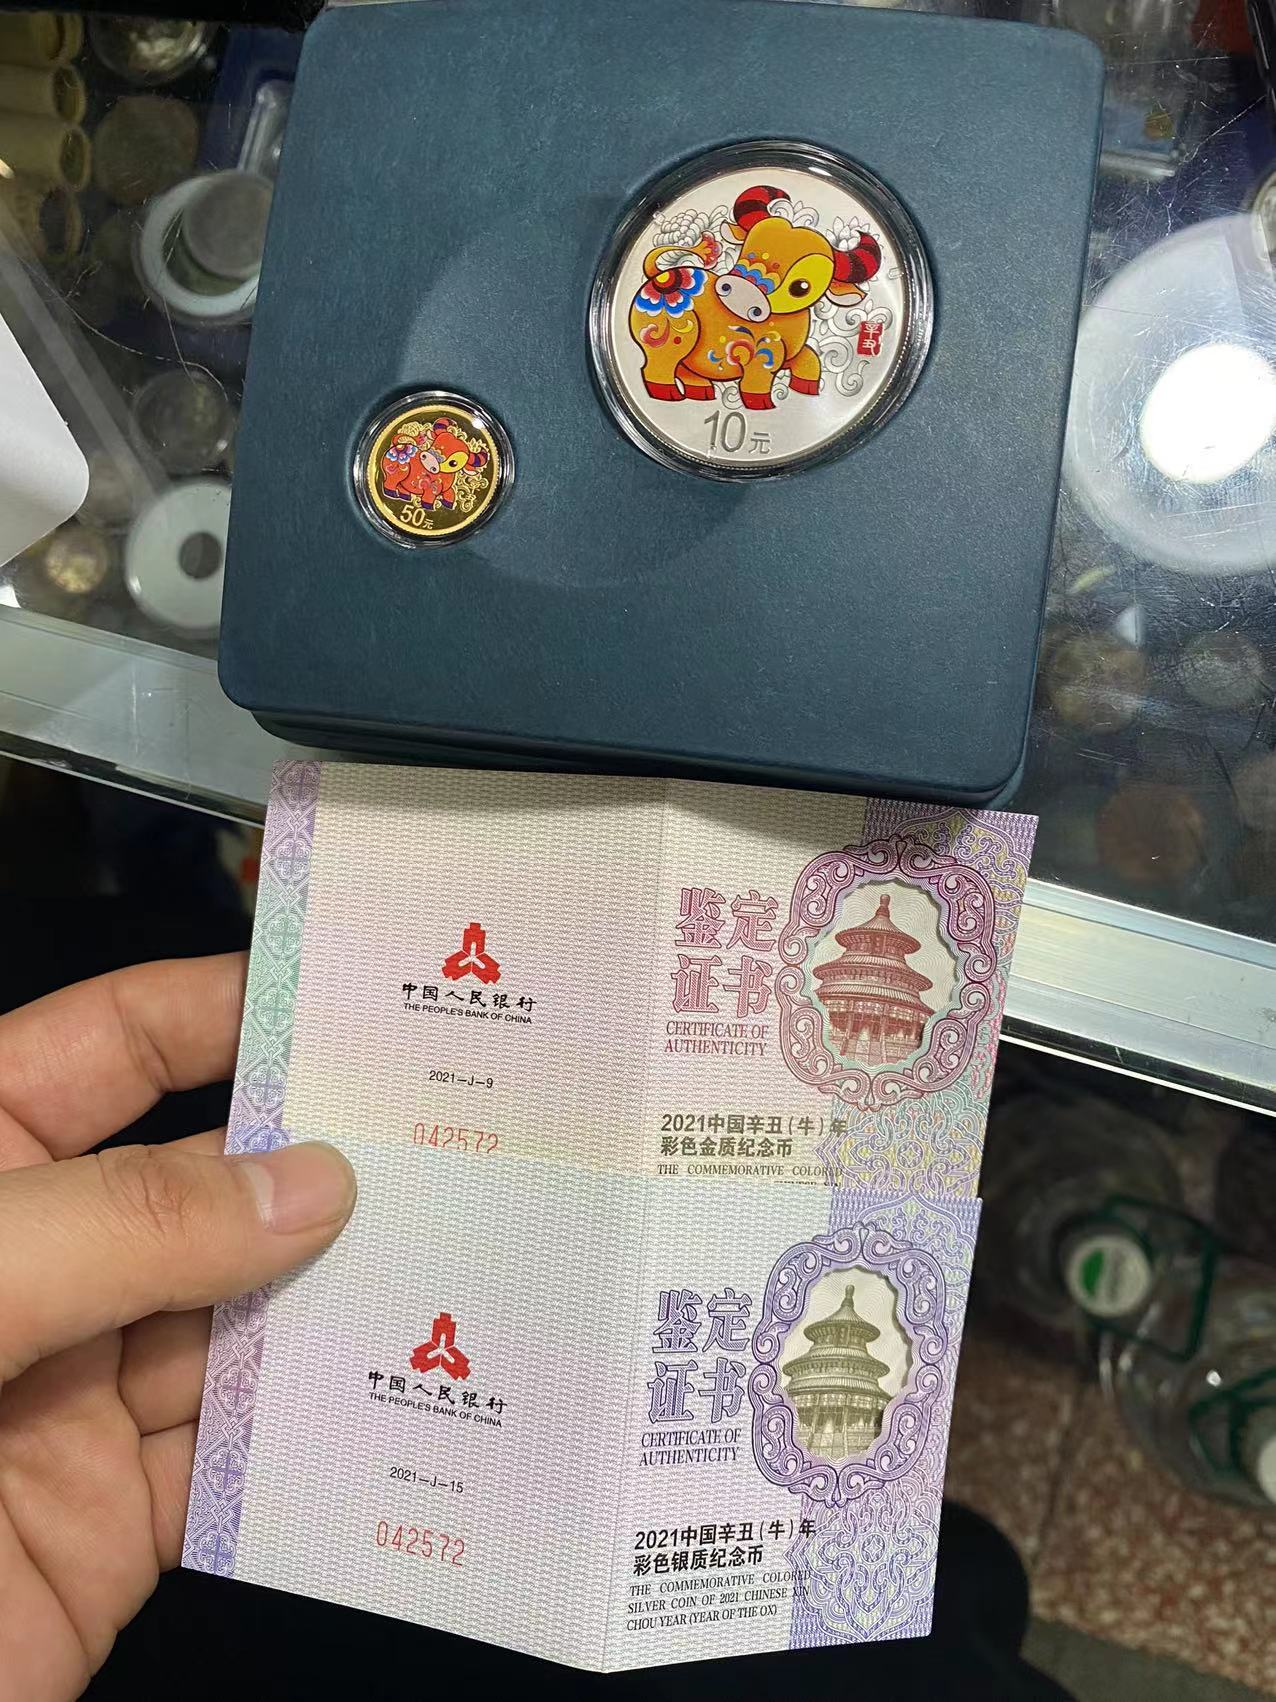 辛丑
10元
50元
中国人民银行
THE PEOPLE'S BANK OF CHINA
2021-J-9
042572
鉴定
证书
CERTIFICATE OF
AUTHENTICITY
2021中国辛丑(牛)年
彩色金质纪念币
THE COMMEMORATIVE COLORED
中国人民银行
THE PEOPLE'S BANK OF CHINA
2021-J-15
042572
鉴定
证书
CERTIFICATE OF
AUTHENTICITY
2021中国辛丑(牛)年
彩色银质纪念币
THE COMMEMORATIVE COLORED
SILVER COIN OF 2021 CHINESE XIN
CHOU YEAR (YEAR OF THE OX)